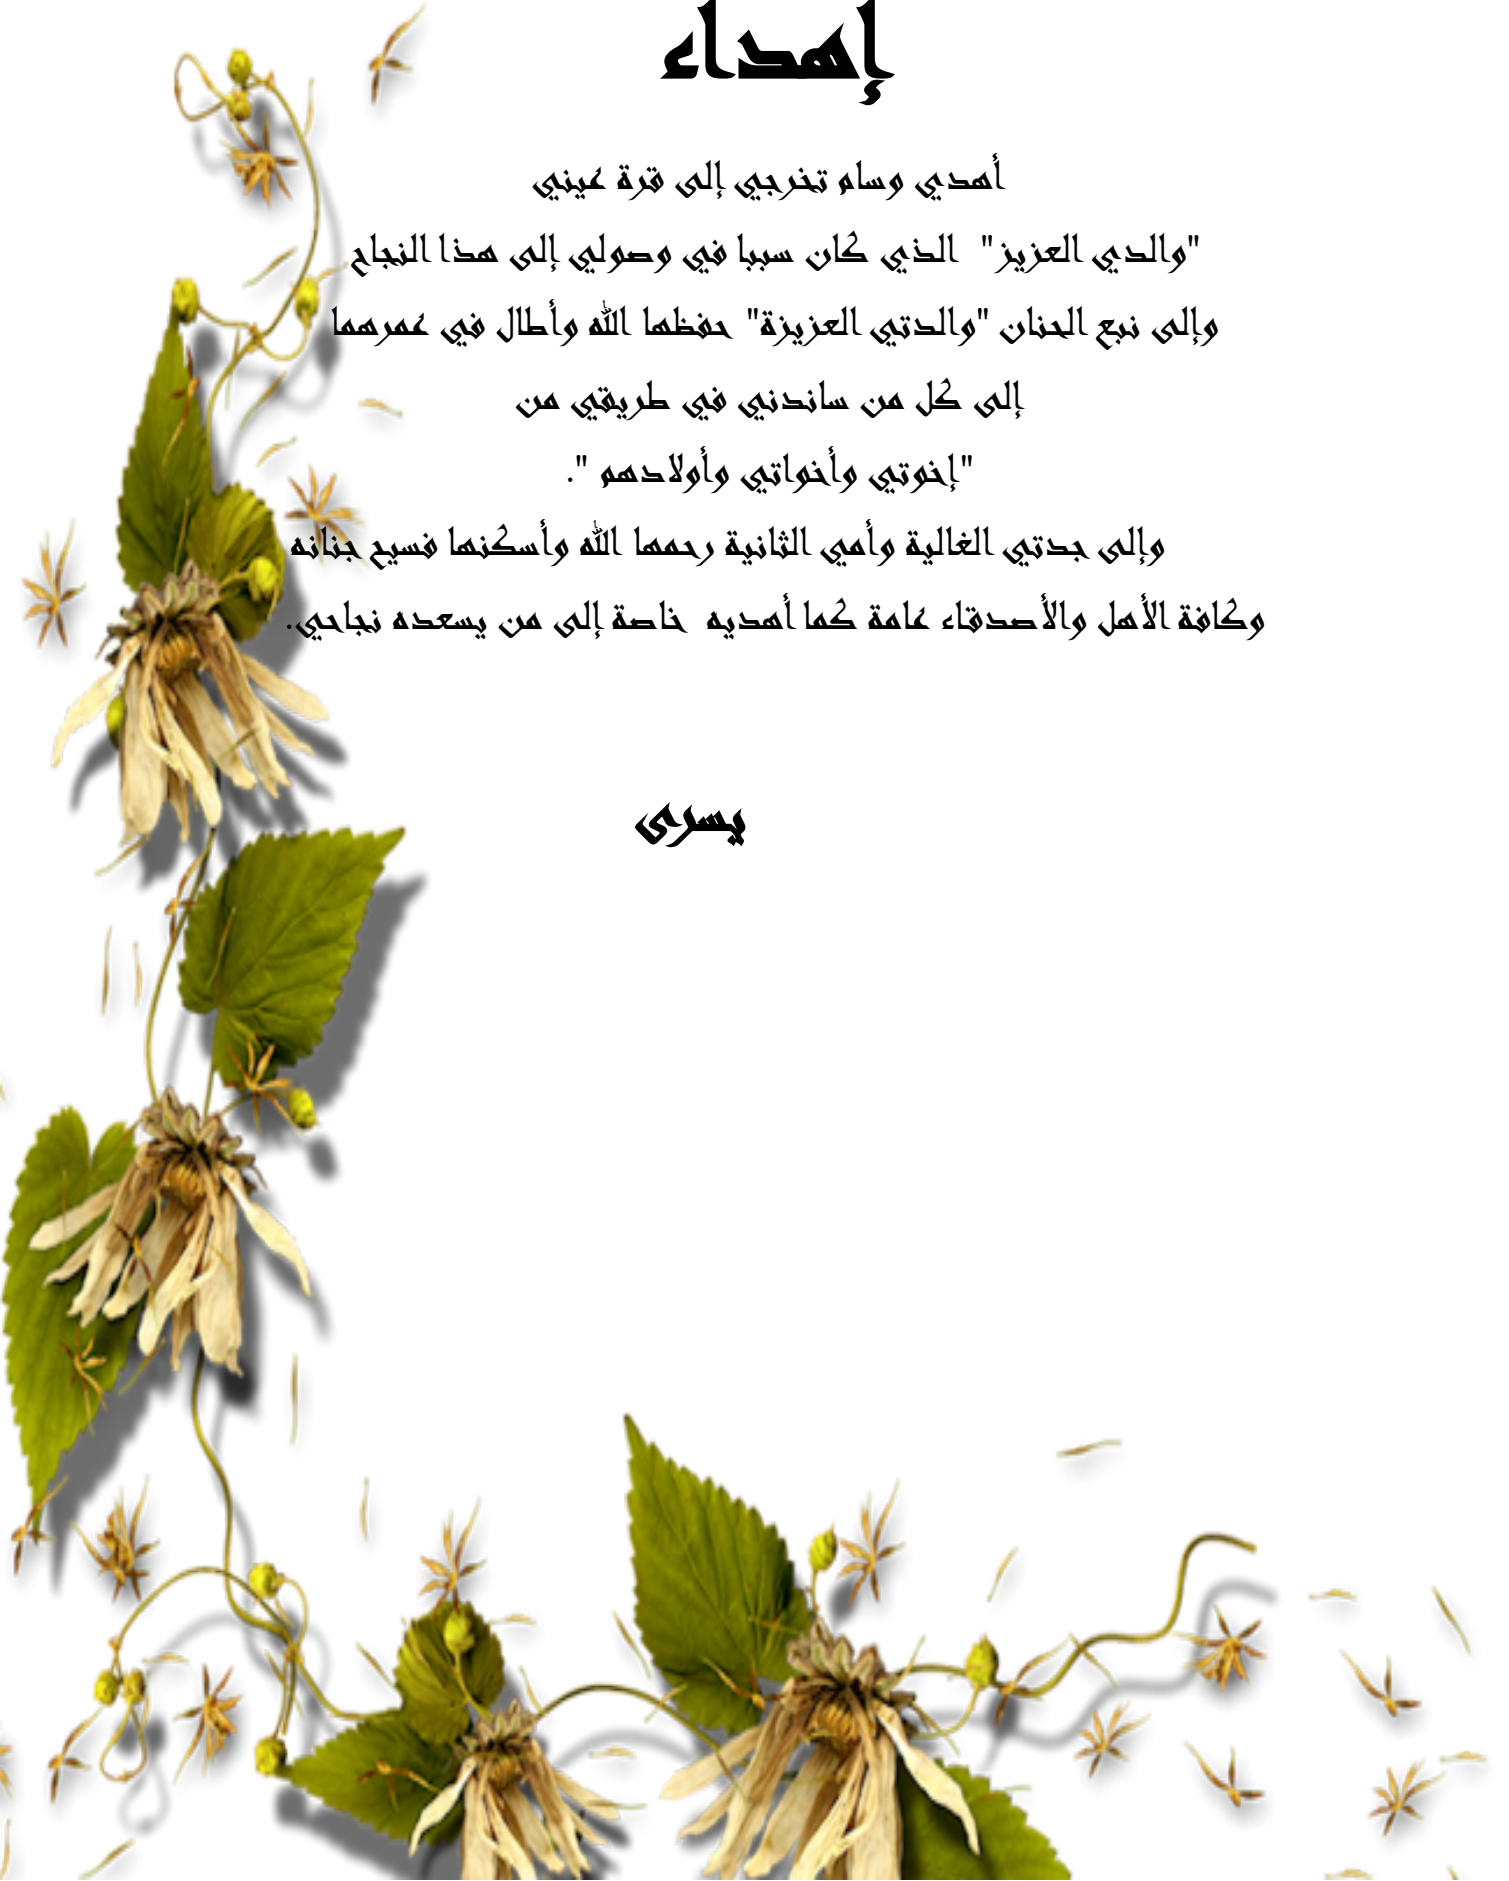 إهداء
أهدي وسام تخرجي إلى قرة عيني
"والدي العزيز" الذي كان سببا في وصولي إلى هذا النجاح
وإلى نبع الحنان "والدتي العزيزة" حفظها الله وأطال في عمرهما
إلى كل من ساندني في طريقي من
"إخوتي وأخواتي وأولادهم ".
وإلى جدتي الغالية وأمي الثانية رحمها الله وأسكنها فسيح جنانه
وكافة الأهل والأصدقاء عامة كما أهديه خاصة إلى من يسعده نجاحي.
يسرى